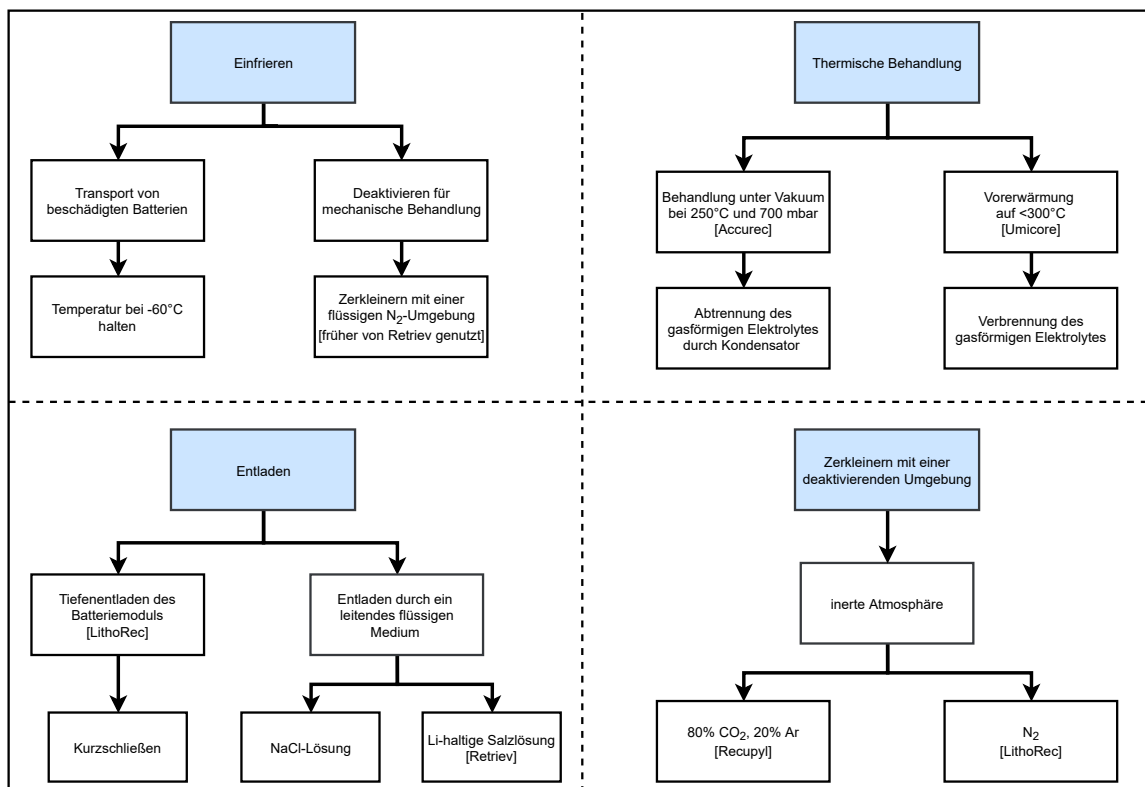 Einfrieren
Transport von
beschädigten Batterien
Deaktivieren für
mechanische Behandlung
Temperatur bei -60°C
halten
Zerkleinern mit einer
flüssigen N₂-Umgebung
[früher von Retriev genutzt]
Thermische Behandlung
Behandlung unter Vakuum
bei 250°C und 700 mbar
[Accurec]
Vorerwärmung
auf <300°C
[Umicore]
Abtrennung des
gasförmigen Elektrolytes
durch Kondensator
Verbrennung des
gasförmigen Elektrolytes
Entladen
Tiefenentladen des
Batteriemoduls
[LithoRec]
Entladen durch ein
leitendes flüssigen
Medium
Kurzschließen
NaCl-Lösung
Li-haltige Salzlösung
[Retriev]
Zerkleinern mit einer
deaktivierenden Umgebung
inerte Atmosphäre
80% CO₂, 20% Ar
[Recupyl]
N₂
[LithoRec]